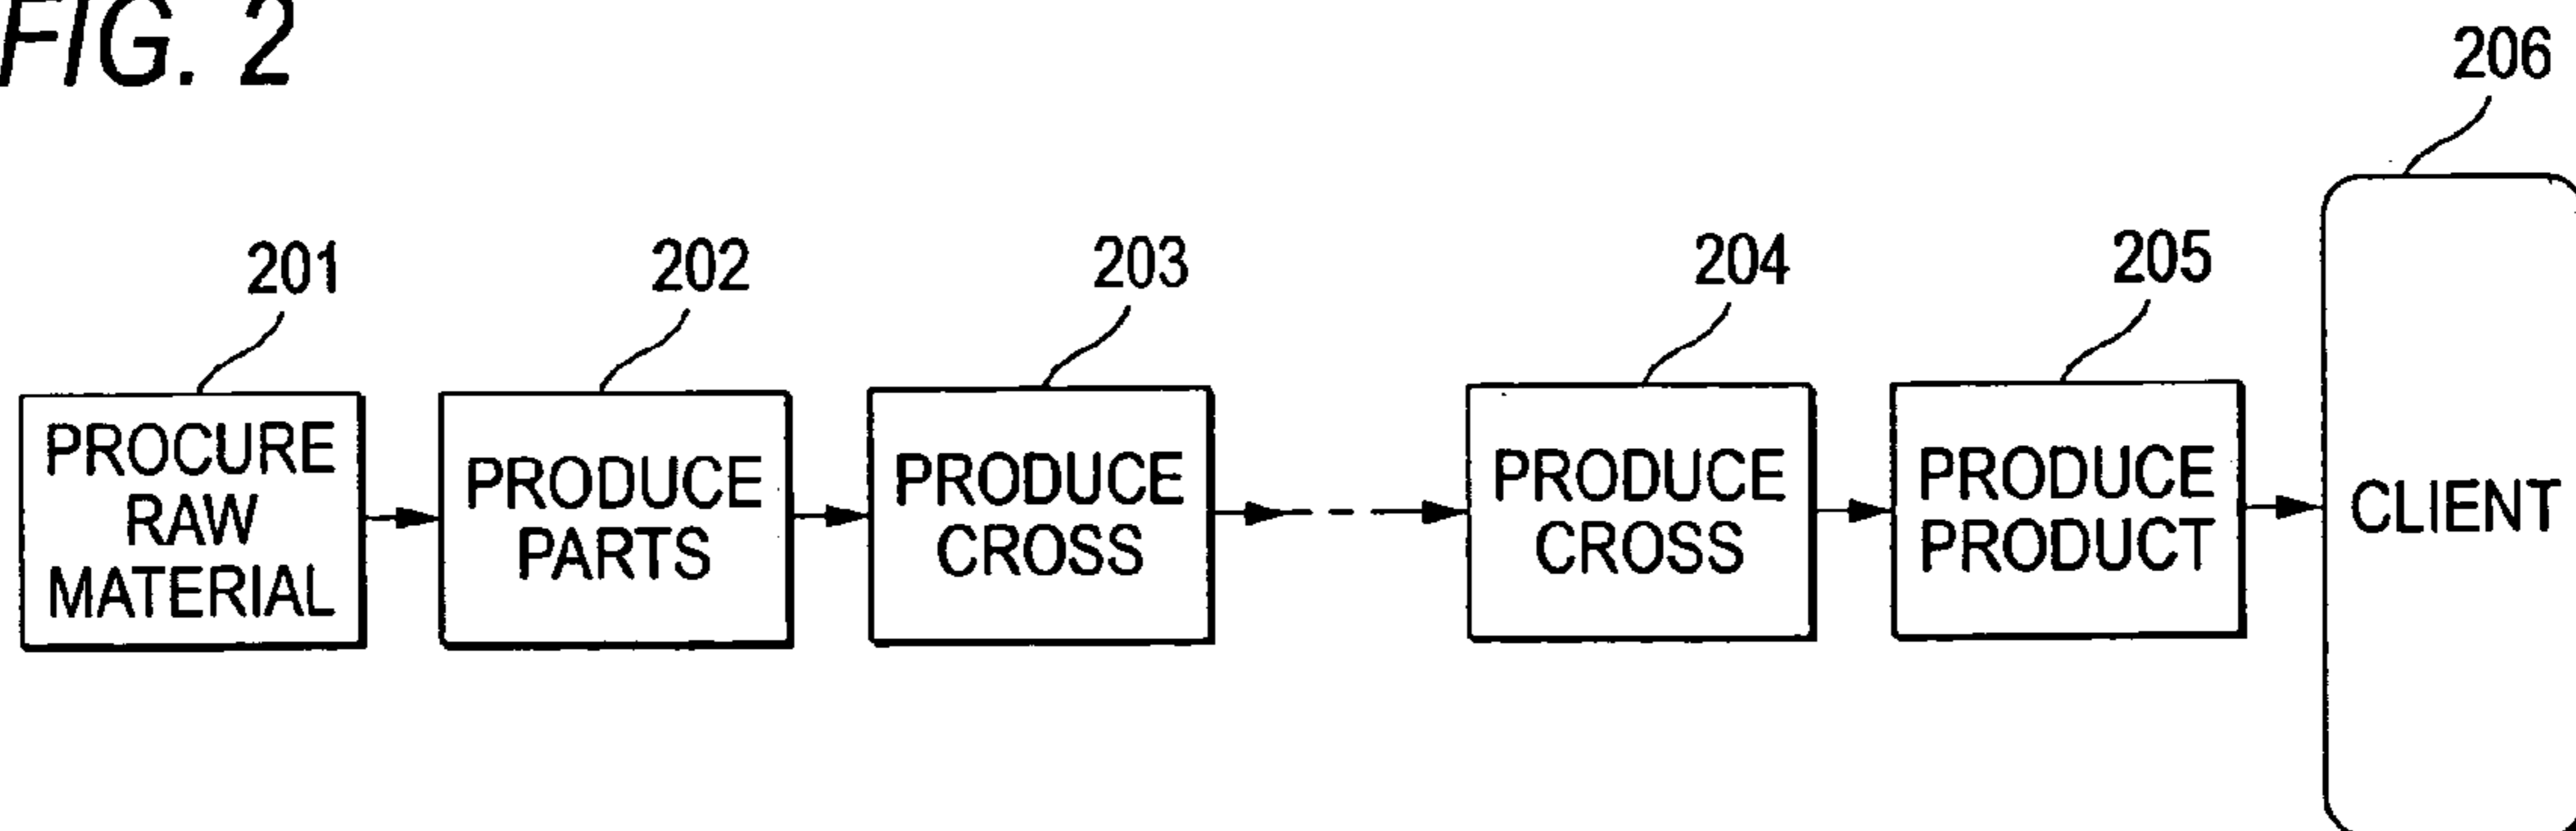 FIG. 2
206
201
202
203
204
205
PROCURE
RAW
MATERIAL
PRODUCE
PARTS
PRODUCE
CROSS
PRODUCE
CROSS
PRODUCE
PRODUCT
CLIENT